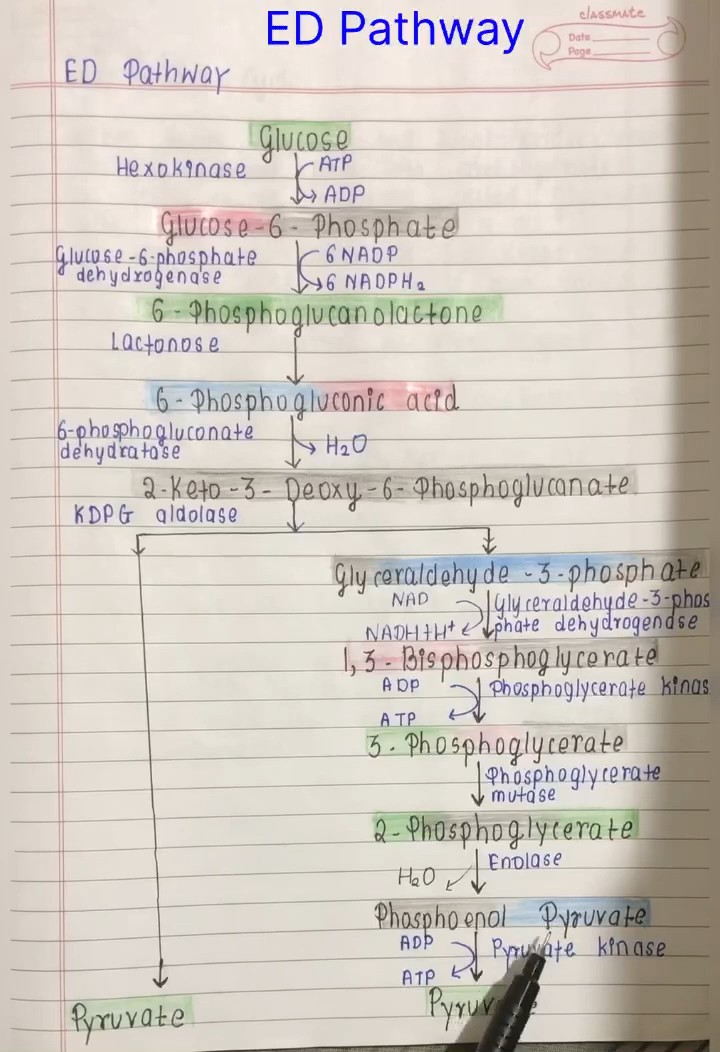 ED Pathway
classmate
Date
Page
ED Pathway
Glucose
Hexokinase
ATP
ADP
Glucose-6-Phosphate
Glucose-6-phosphate
dehydrogenase
6 NADP
6 NADPH₂
6-Phosphoglucanolactone
Lactonose
6-Phosphogluconic acid
6-phosphogluconate
dehydratase
H₂O
2-Keto-3-Deoxy-6-Phosphoglucanate
KDPG aldolase
Glyceraldehyde-3-phosphate
NAD
NADH+H⁺
Glyceraldehyde-3-phos
phate dehydrogenase
1,3-Bisphosphoglycerate
ADP
ATP
Phosphoglycerate kinas
3-Phosphoglycerate
Phosphoglycerate
mutase
2-Phosphoglycerate
Enolase
H₂O
Phosphoenol Pyruvate
ADP
ATP
Pyruvate kinase
Pyruvate